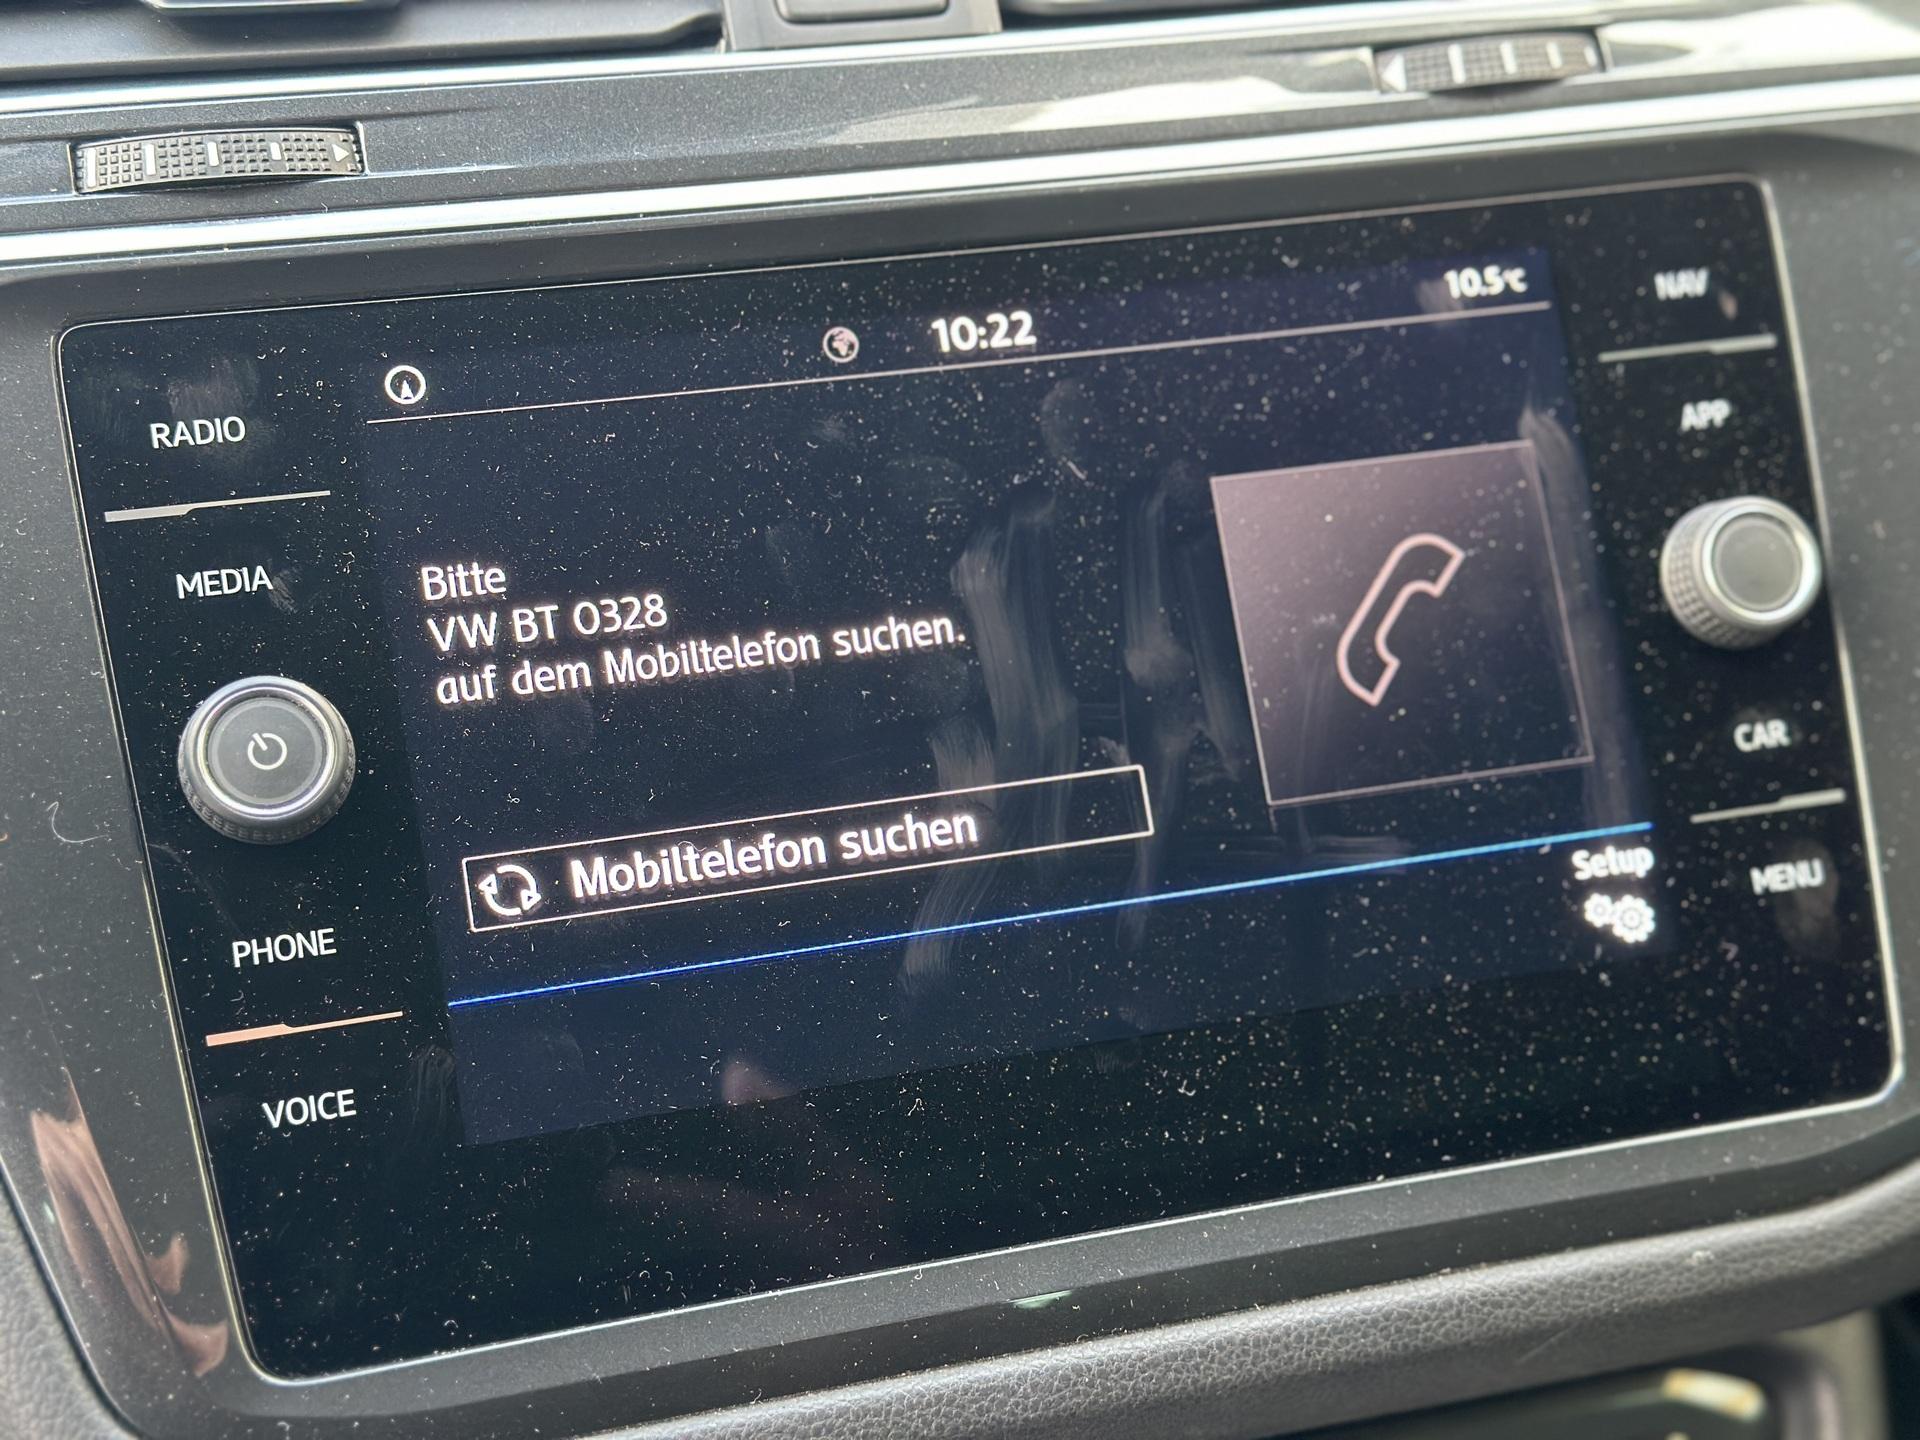 10:22
10.5°C
NAV
RADIO
APP
MEDIA
Bitte
VW BT 0328
auf dem Mobiltelefon suchen.
CAR
Mobiltelefon suchen
Setup
MENU
PHONE
VOICE